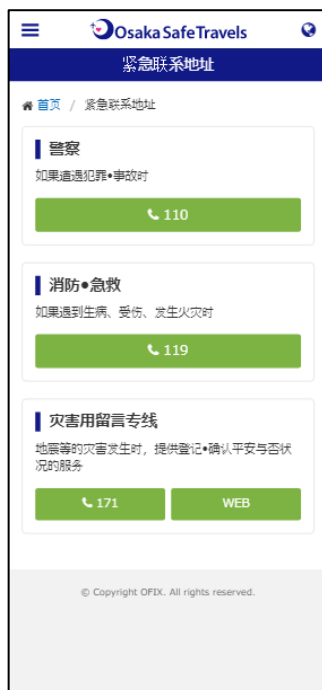 Osaka Safe Travels
紧急联系地址
首页 / 紧急联系地址
警察
如果遭遇犯罪•事故时
110
消防•急救
如果遇到生病、受伤、发生火灾时
119
灾害用留言专线
地震等的灾害发生时，提供登记•确认平安与否状
况的服务
171 WEB
© Copyright OFIX. All rights reserved.